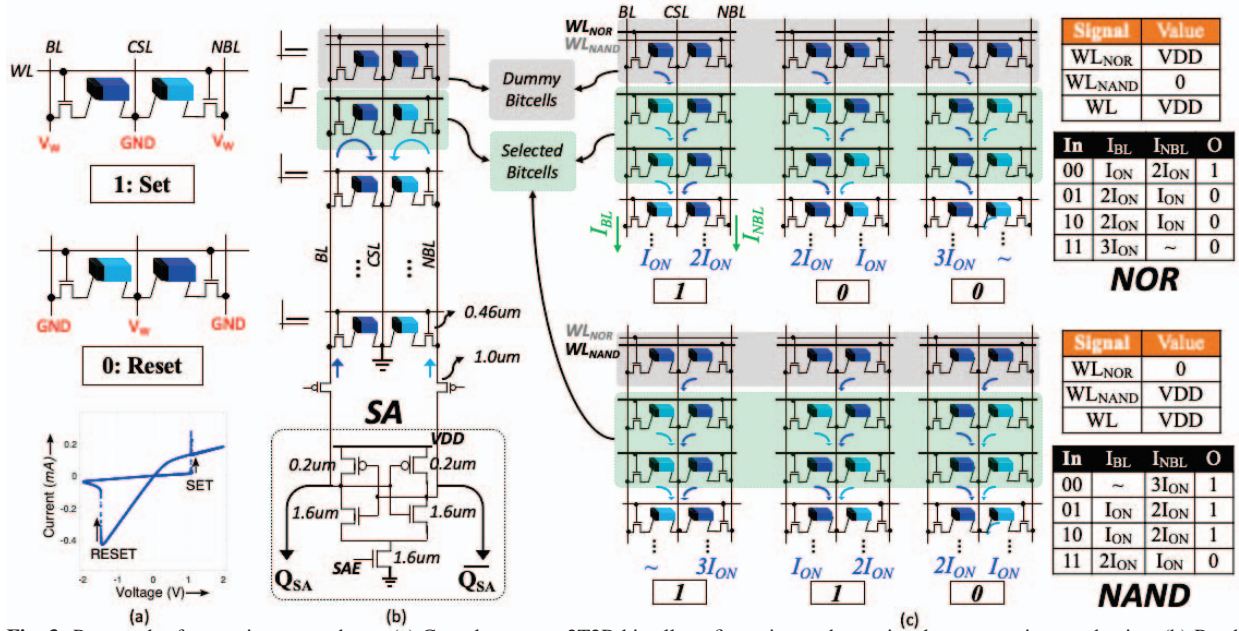 BL CSL NBL
WL
V_W GND V_W
1: Set
GND V_W GND
0: Reset
Current (mA)
0.2
0
-0.2
-0.4
SET
RESET
-2 -1 0 1 2
Voltage (V)
(a)
BL CSL NBL
0.46um
1.0um
SA
VDD
0.2um 0.2um
1.6um 1.6um
SAE 1.6um
Q_SA Q_SA
(b)
Dummy
Bitcells
Selected
Bitcells
BL CSL NBL
WL_NOR
WL_NAND
I_BL I_NBL
I_ON 2I_ON 2I_ON I_ON 3I_ON ~
1 0 0
WL_NOR
WL_NAND
~ 3I_ON I_ON 2I_ON 2I_ON I_ON
1 1 0
(c)
Signal Value
WL_NOR VDD
WL_NAND 0
WL VDD
In I_BL I_NBL O
00 I_ON 2I_ON 1
01 2I_ON I_ON 0
10 2I_ON I_ON 0
11 3I_ON ~ 0
NOR
Signal Value
WL_NOR 0
WL_NAND VDD
WL VDD
In I_BL I_NBL O
00 ~ 3I_ON 1
01 I_ON 2I_ON 1
10 I_ON 2I_ON 1
11 2I_ON I_ON 0
NAND